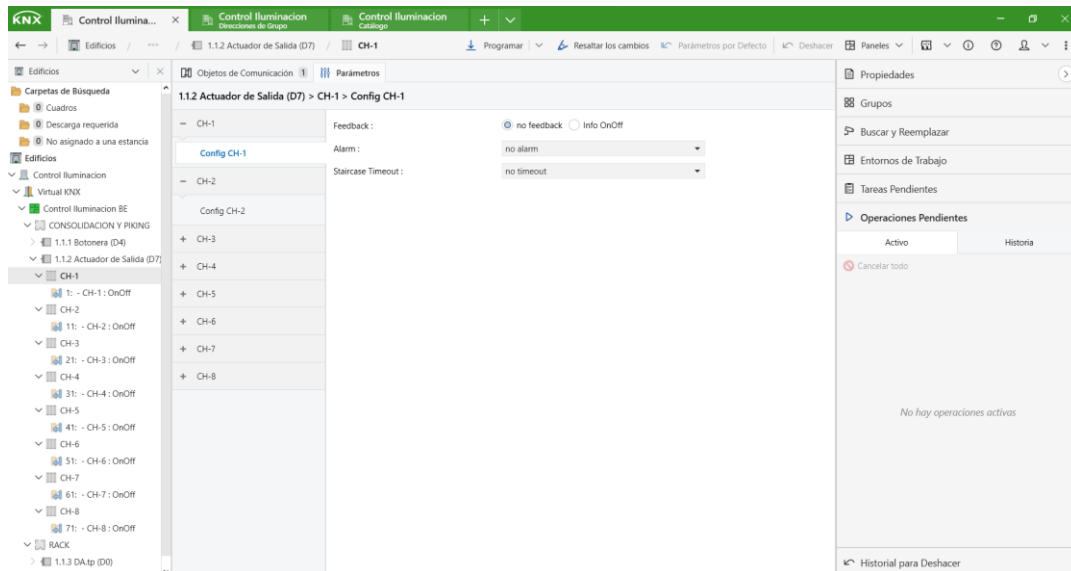 KNX
Control Ilumina...
Control Iluminacion
Direcciones de Grupo
Control Iluminacion
Catálogo
Edificios / ... / 1.1.2 Actuador de Salida (D7) / CH-1
Programar
Resaltar los cambios
Parámetros por Defecto
Deshacer
Paneles
Edificios
Carpetas de Búsqueda
0 Cuadros
0 Descarga requerida
0 No asignado a una estancia
Edificios
Control Iluminacion
Virtual KNX
Control Iluminacion BE
CONSOLIDACION Y PIKING
1.1.1 Botonera (D4)
1.1.2 Actuador de Salida (D7)
CH-1
1: - CH-1 : OnOff
CH-2
11: - CH-2 : OnOff
CH-3
21: - CH-3 : OnOff
CH-4
31: - CH-4 : OnOff
CH-5
41: - CH-5 : OnOff
CH-6
51: - CH-6 : OnOff
CH-7
61: - CH-7 : OnOff
CH-8
71: - CH-8 : OnOff
RACK
1.1.3 DA.tp (D0)
Objetos de Comunicación 1
Parámetros
1.1.2 Actuador de Salida (D7) > CH-1 > Config CH-1
− CH-1
Config CH-1
− CH-2
Config CH-2
+ CH-3
+ CH-4
+ CH-5
+ CH-6
+ CH-7
+ CH-8
Feedback : no feedback Info OnOff
Alarm : no alarm
Staircase Timeout : no timeout
Propiedades
Grupos
Buscar y Reemplazar
Entornos de Trabajo
Tareas Pendientes
Operaciones Pendientes
Activo Historia
Cancelar todo
No hay operaciones activas
Historial para Deshacer